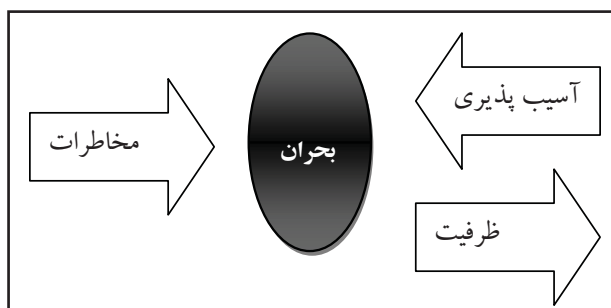 آسیب پذیری
مخاطرات
بحران
ظرفیت